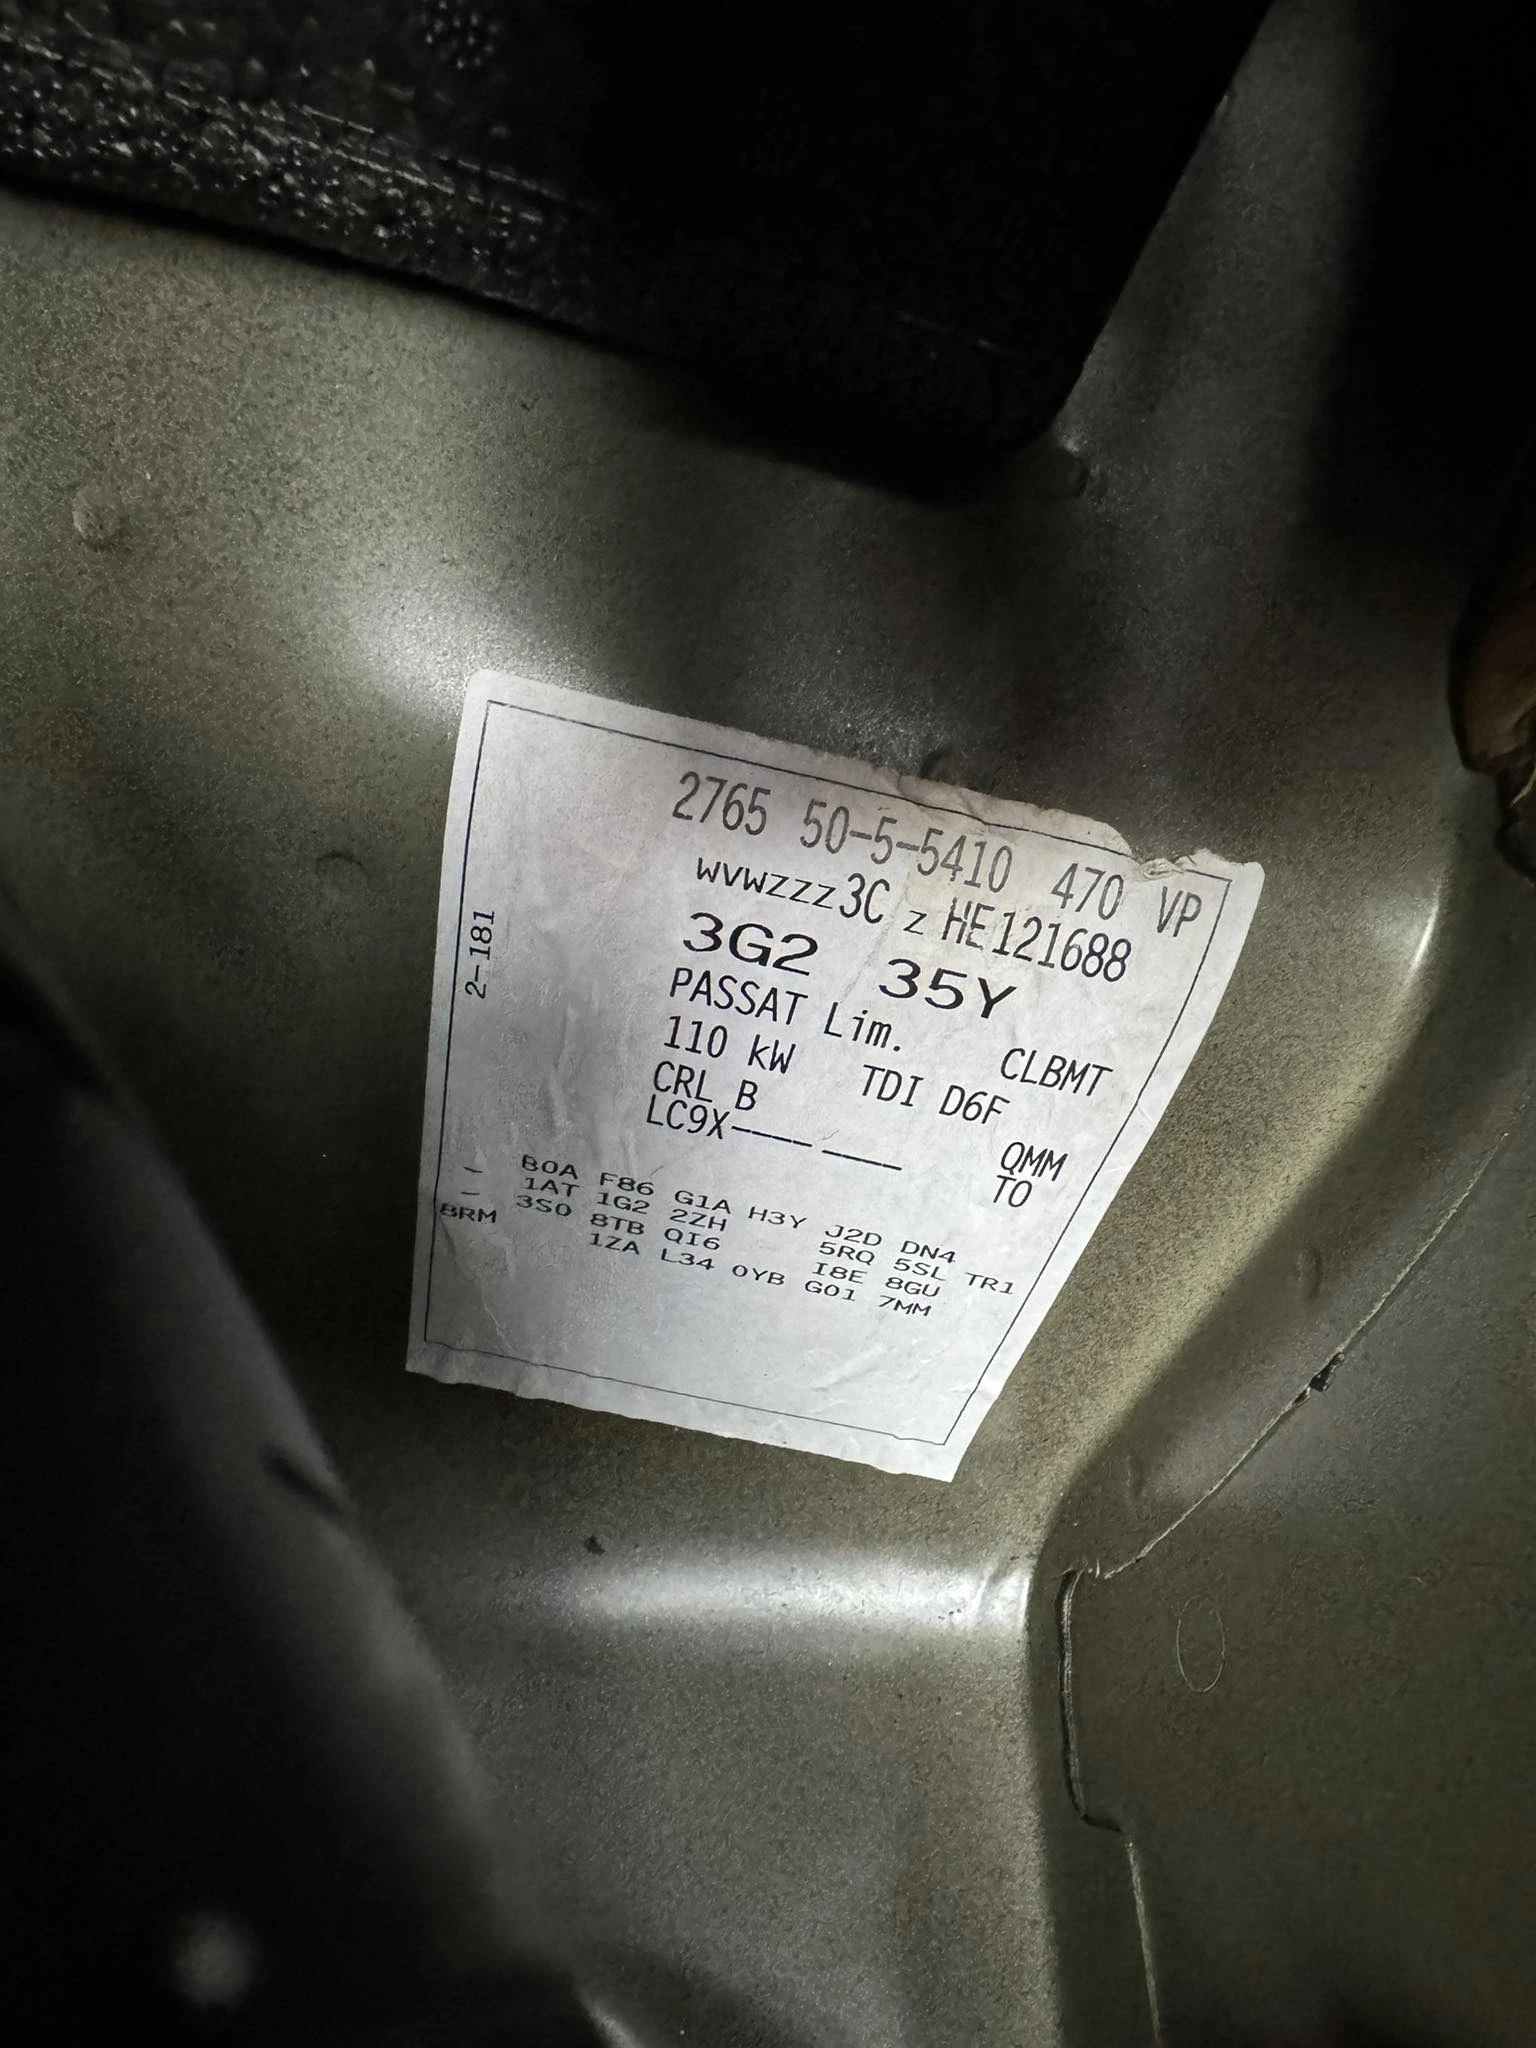 2765 50-5-5410 470 VP
WVWZZZ3C Z HE121688
3G2 35Y
PASSAT Lim. CLBMT
110 kW TDI D6F
CRL B QMM
LC9X---- ---- TO
2-181
- B0A F86 G1A H3Y J2D DN4
- 1AT 1G2 2ZH 5RQ 5SL TR1
8RM 3S0 8TB QI6 I8E 8GU
1ZA L34 0YB G01 7MM